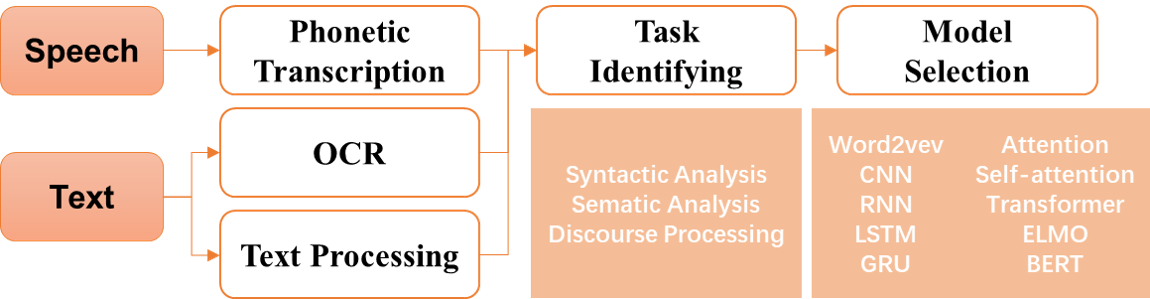 Speech
Phonetic
Transcription
Task
Identifying
Model
Selection
Text
OCR
Text Processing
Syntactic Analysis
Sematic Analysis
Discourse Processing
Word2vev
CNN
RNN
LSTM
GRU
Attention
Self-attention
Transformer
ELMO
BERT